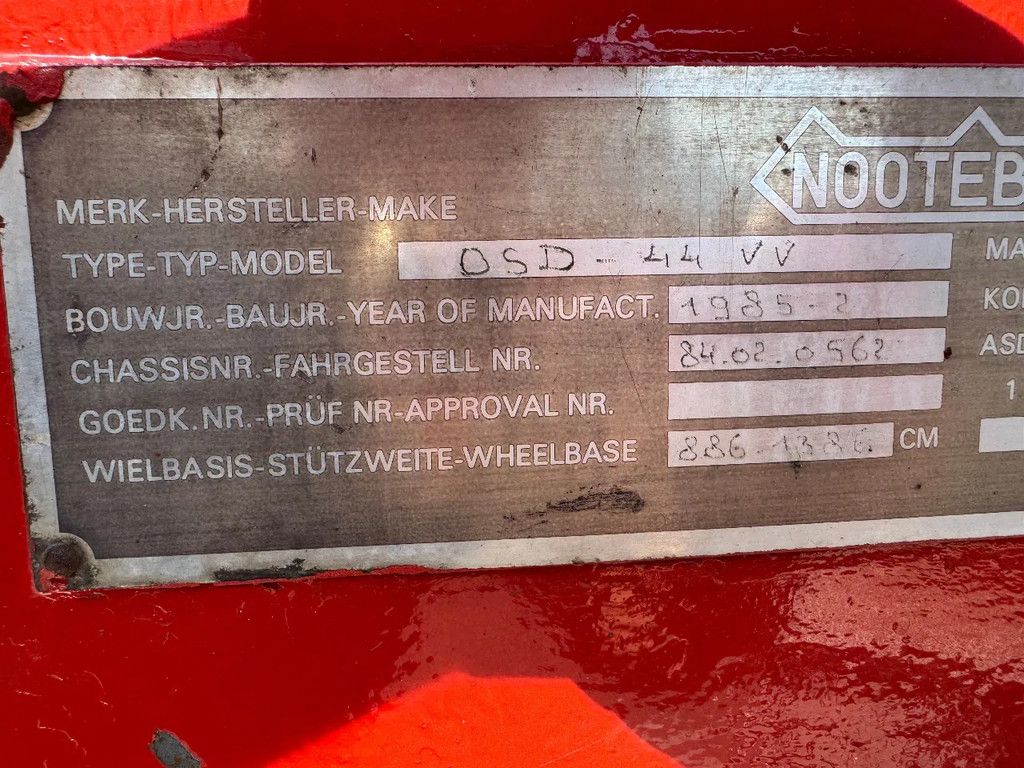 NOOTEB
MERK-HERSTELLER-MAKE
TYPE-TYP-MODEL OSD-44 VV MA
BOUWJR.-BAUJR.-YEAR OF MANUFACT. 1985-2 KO
CHASSISNR.-FAHRGESTELL NR. 84.02.0562 ASD
GOEDK.NR.-PRÜF NR-APPROVAL NR. 1
WIELBASIS-STÜTZWEITE-WHEELBASE 886-1386 CM